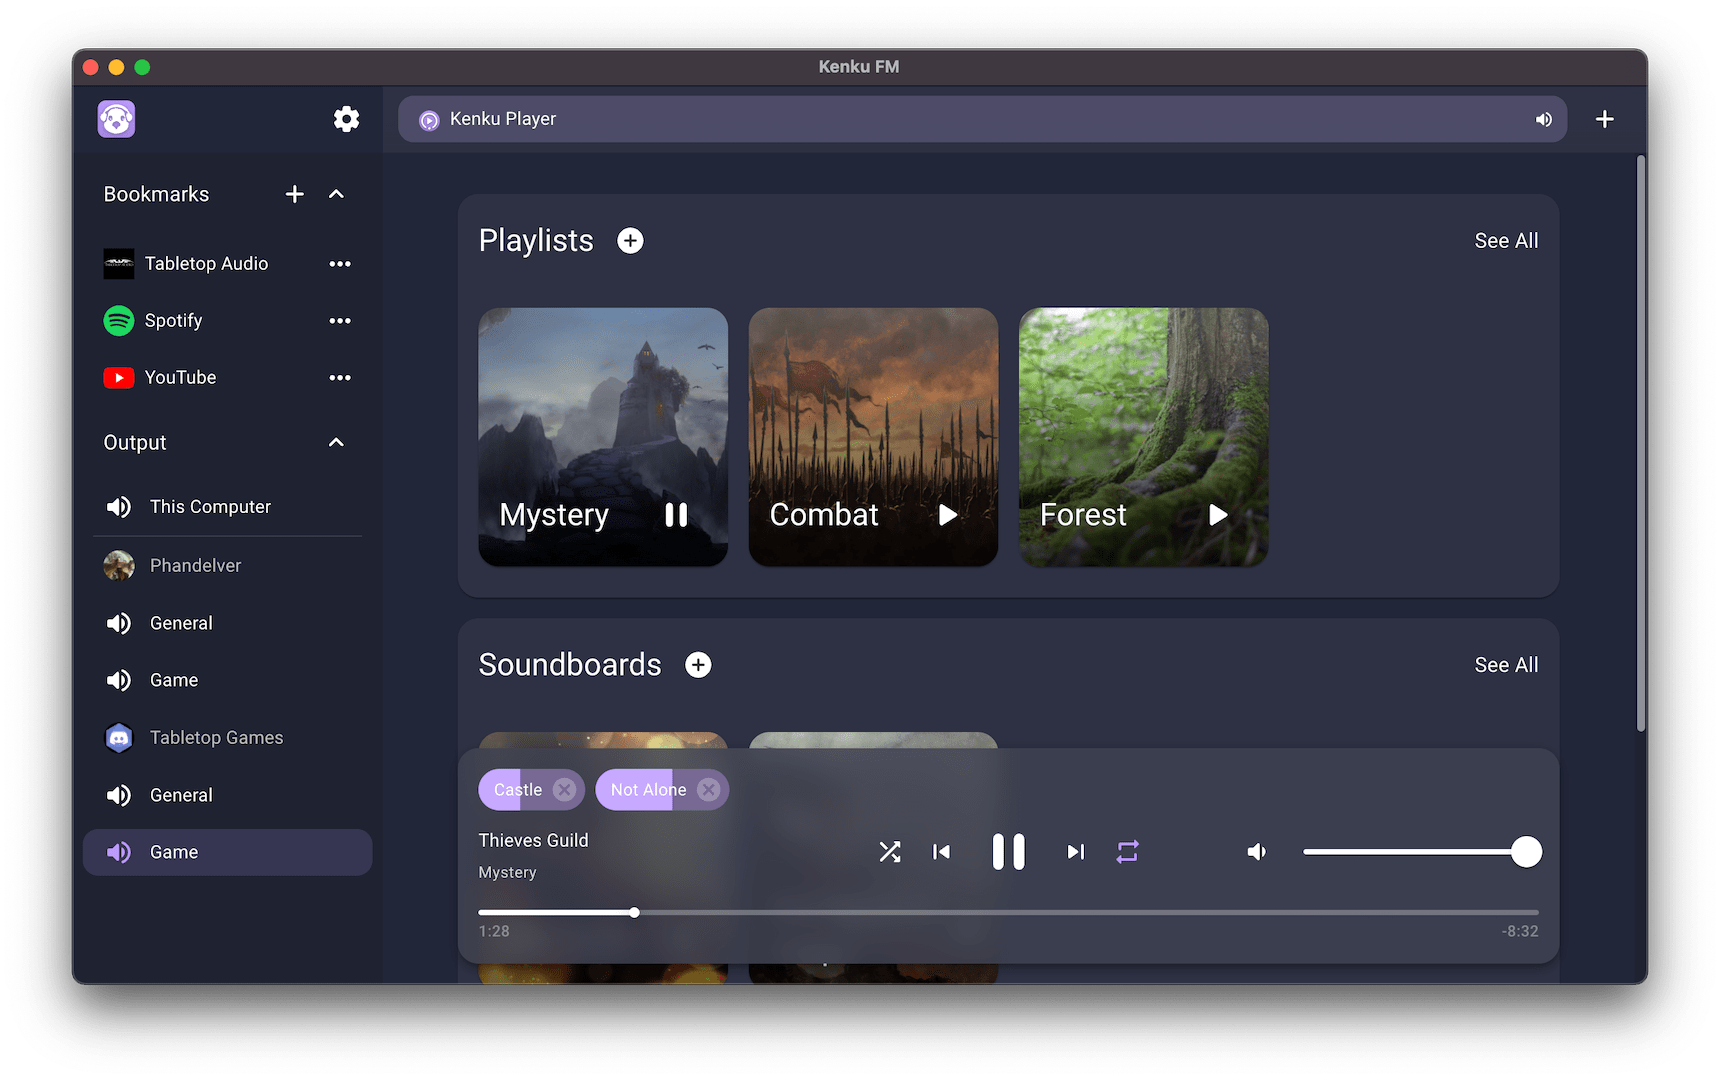 Kenku FM
Kenku Player
Bookmarks
Tabletop Audio
Spotify
YouTube
Output
This Computer
Phandelver
General
Game
Tabletop Games
General
Game
Playlists
See All
Mystery
Combat
Forest
Soundboards
See All
Castle
Not Alone
Thieves Guild
Mystery
1:28
-8:32